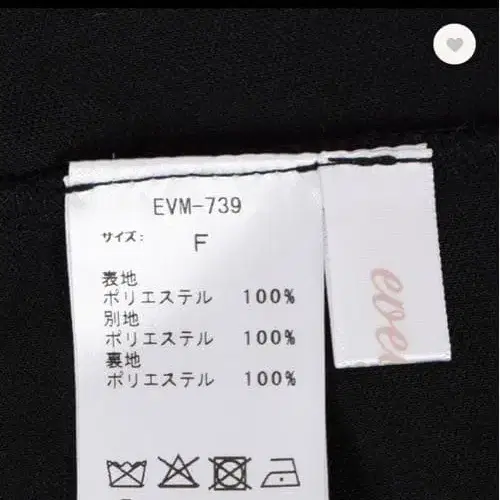 EVM-739
サイズ: F
表地
ポリエステル 100%
別地
ポリエステル 100%
裏地
ポリエステル 100%